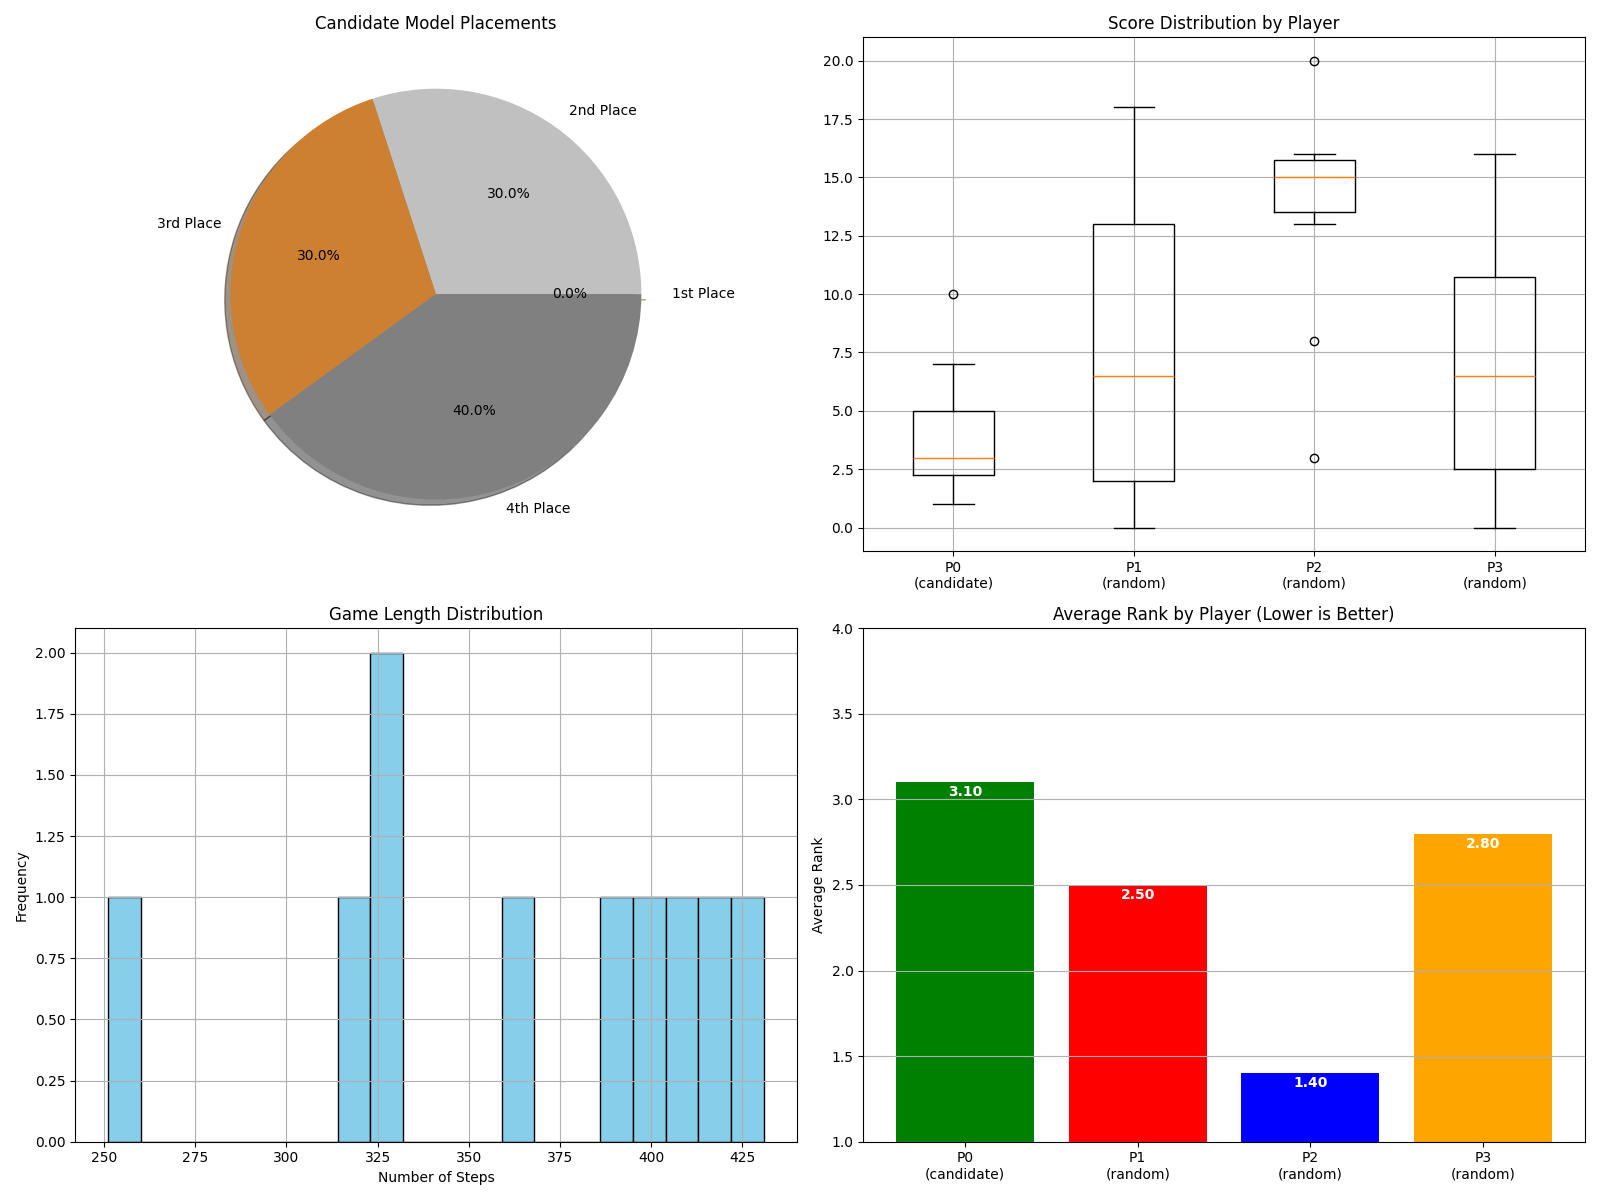 Candidate Model Placements
2nd Place
3rd Place
30.0%
30.0%
0.0%
1st Place
40.0%
4th Place
Score Distribution by Player
20.0
17.5
15.0
12.5
10.0
7.5
5.0
2.5
0.0
P0
(candidate)
P1
(random)
P2
(random)
P3
(random)
Game Length Distribution
Frequency
2.00
1.75
1.50
1.25
1.00
0.75
0.50
0.25
0.00
250
275
300
325
350
375
400
425
Number of Steps
Average Rank by Player (Lower is Better)
Average Rank
4.0
3.5
3.0
2.5
2.0
1.5
1.0
3.10
2.50
1.40
2.80
P0
(candidate)
P1
(random)
P2
(random)
P3
(random)